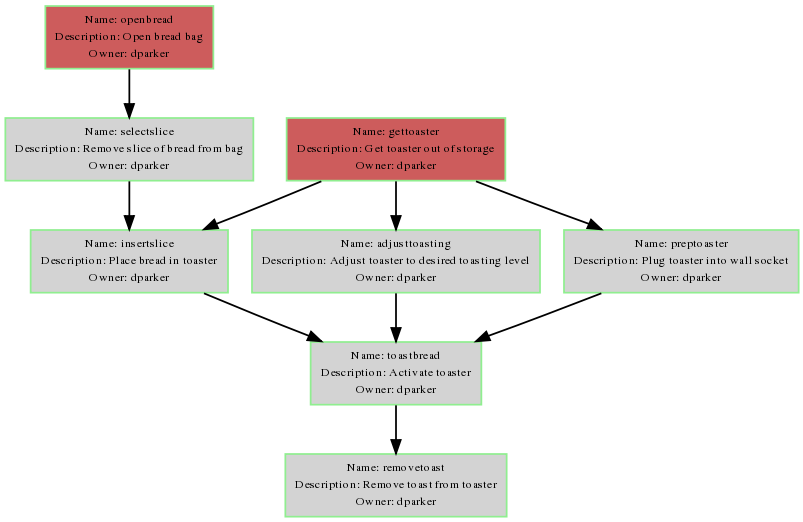 Name: openbread
Description: Open bread bag
Owner: dparker
Name: selectslice
Description: Remove slice of bread from bag
Owner: dparker
Name: gettoaster
Description: Get toaster out of storage
Owner: dparker
Name: insertslice
Description: Place bread in toaster
Owner: dparker
Name: adjusttoasting
Description: Adjust toaster to desired toasting level
Owner: dparker
Name: preptoaster
Description: Plug toaster into wall socket
Owner: dparker
Name: toastbread
Description: Activate toaster
Owner: dparker
Name: removetoast
Description: Remove toast from toaster
Owner: dparker